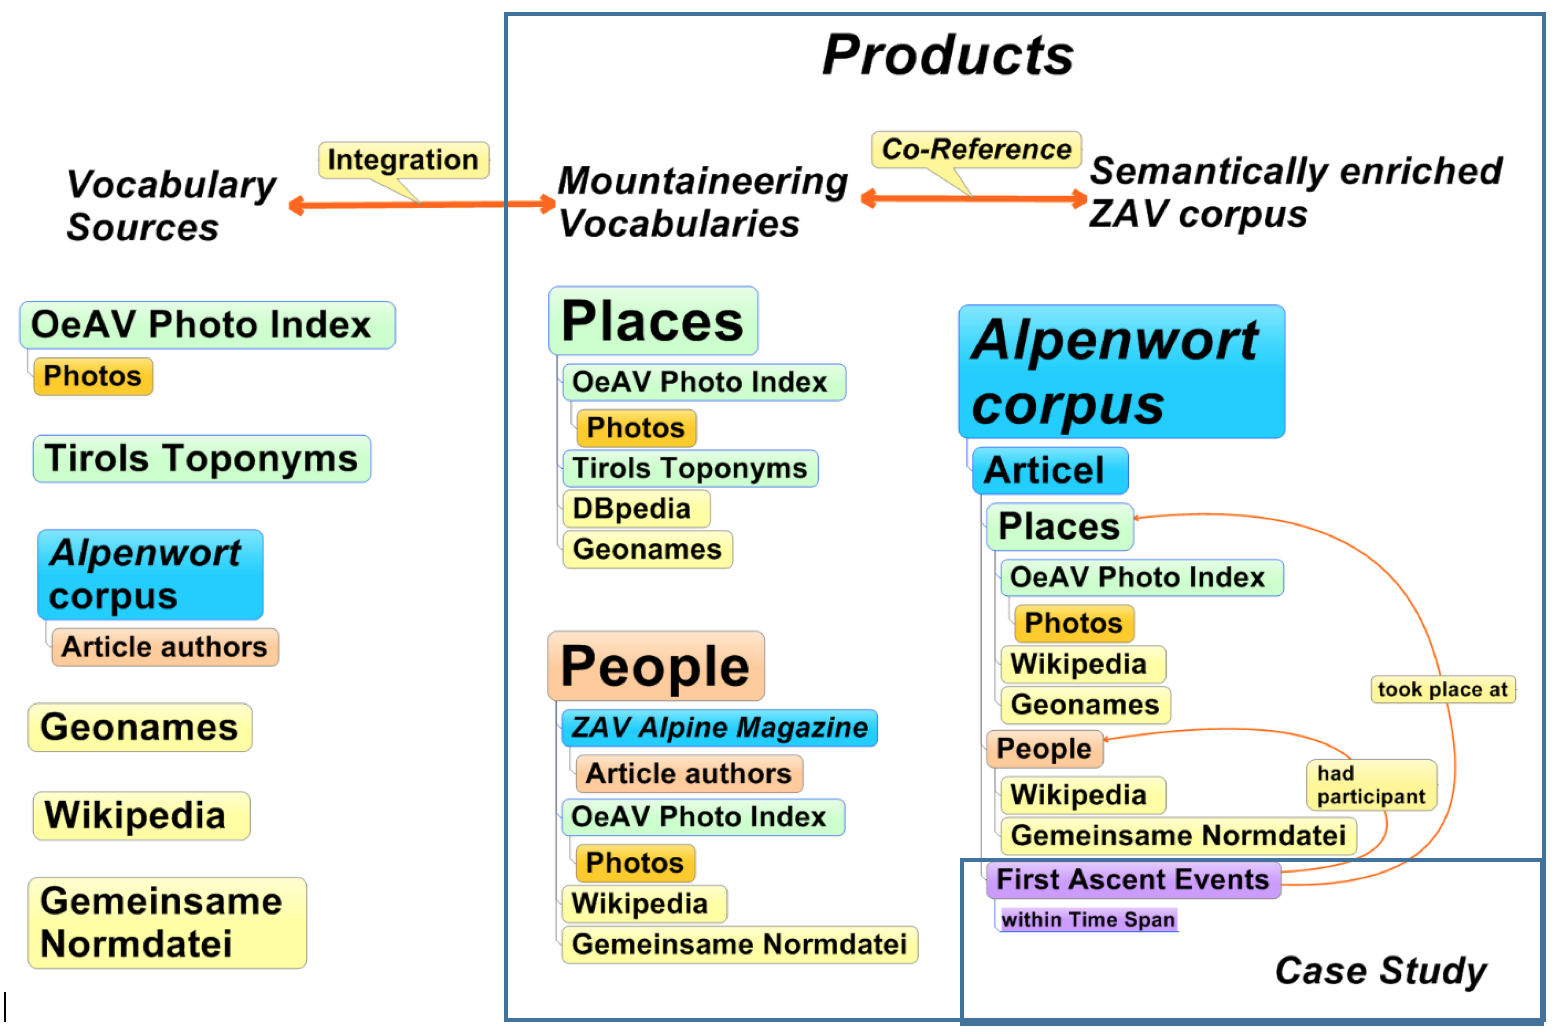 Products
Vocabulary
Sources
Integration
Mountaineering
Vocabularies
Co-Reference
Semantically enriched
ZAV corpus
OeAV Photo Index
Photos
Tirols Toponyms
Alpenwort
corpus
Article authors
Geonames
Wikipedia
Gemeinsame
Normdatei
Places
OeAV Photo Index
Photos
Tirols Toponyms
DBpedia
Geonames
People
ZAV Alpine Magazine
Article authors
OeAV Photo Index
Photos
Wikipedia
Gemeinsame Normdatei
Alpenwort
corpus
Articel
Places
OeAV Photo Index
Photos
Wikipedia
Geonames
People
Wikipedia
Gemeinsame Normdatei
First Ascent Events
within Time Span
took place at
had
participant
Case Study